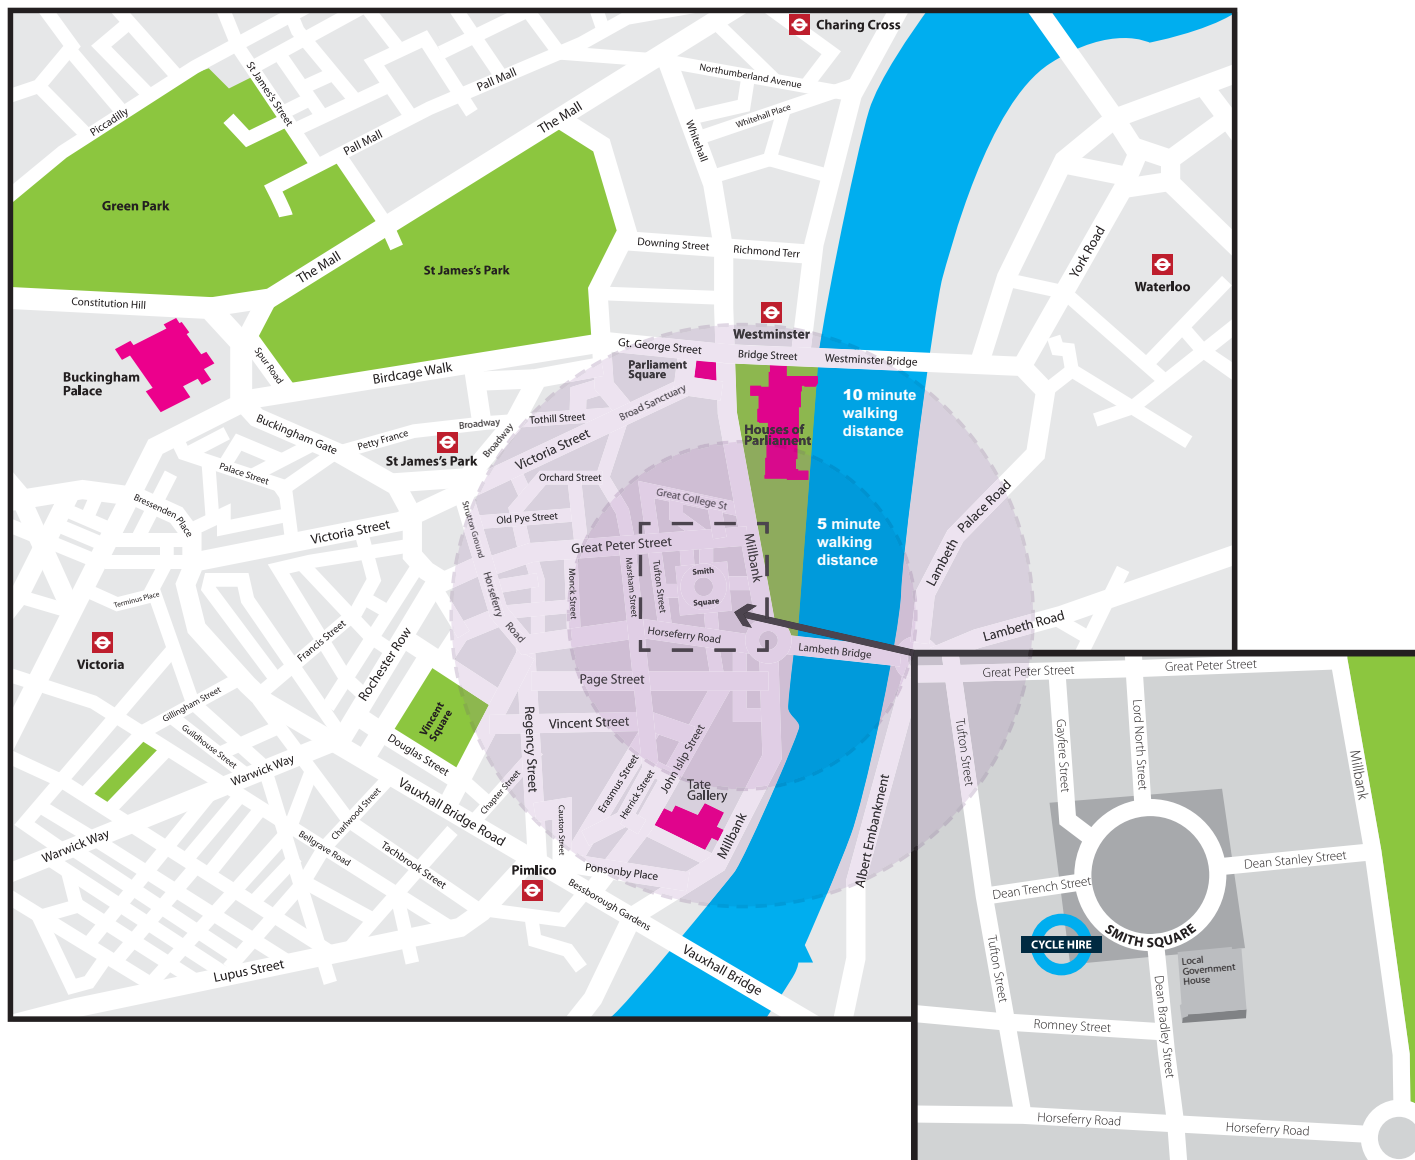 Charing Cross
Northumberland Avenue
Whitehall Place
Whitehall
Pall Mall
St James's Street
Piccadilly
Pall Mall
The Mall
Green Park
The Mall
St James's Park
Constitution Hill
Downing Street
Richmond Terr
York Road
Waterloo
Westminster
Buckingham
Palace
Spur Road
Birdcage Walk
Gt. George Street
Bridge Street
Westminster Bridge
Parliament
Square
Broad Sanctuary
10 minute
walking
distance
Houses of
Parliament
Buckingham Gate
Petty France
Broadway
Broadway
Tothill Street
Victoria Street
St James's Park
Palace Street
Orchard Street
Great College St
Bressenden Place
Victoria Street
Strutton Ground
Old Pye Street
Great Peter Street
Millbank
5 minute
walking
distance
Lambeth
Palace Road
Terminus Place
Horseferry
Road
Monck Street
Marsham Street
Tufton Street
Smith
Square
Victoria
Francis Street
Rochester Row
Horseferry Road
Lambeth Bridge
Lambeth Road
Page Street
Gillingham Street
Guildhouse Street
Vincent
Square
Vincent Street
Regency Street
Douglas Street
Warwick Way
Warwick Way
Vauxhall Bridge Road
Chapter Street
Charlwood Street
Bellgrave Road
Tachbrook Street
Erasmus Street
Herrick Street
John Islip Street
Tate
Gallery
Millbank
Causton Street
Albert Embankment
Pimlico
Ponsonby Place
Bessborough Gardens
Vauxhall Bridge
Lupus Street
Great Peter Street
Great Peter Street
Tufton Street
Gayfere Street
Lord North Street
Millbank
Dean Stanley Street
Dean Trench Street
SMITH SQUARE
CYCLE HIRE
Tufton Street
Local
Government
House
Dean Bradley Street
Romney Street
Horseferry Road
Horseferry Road